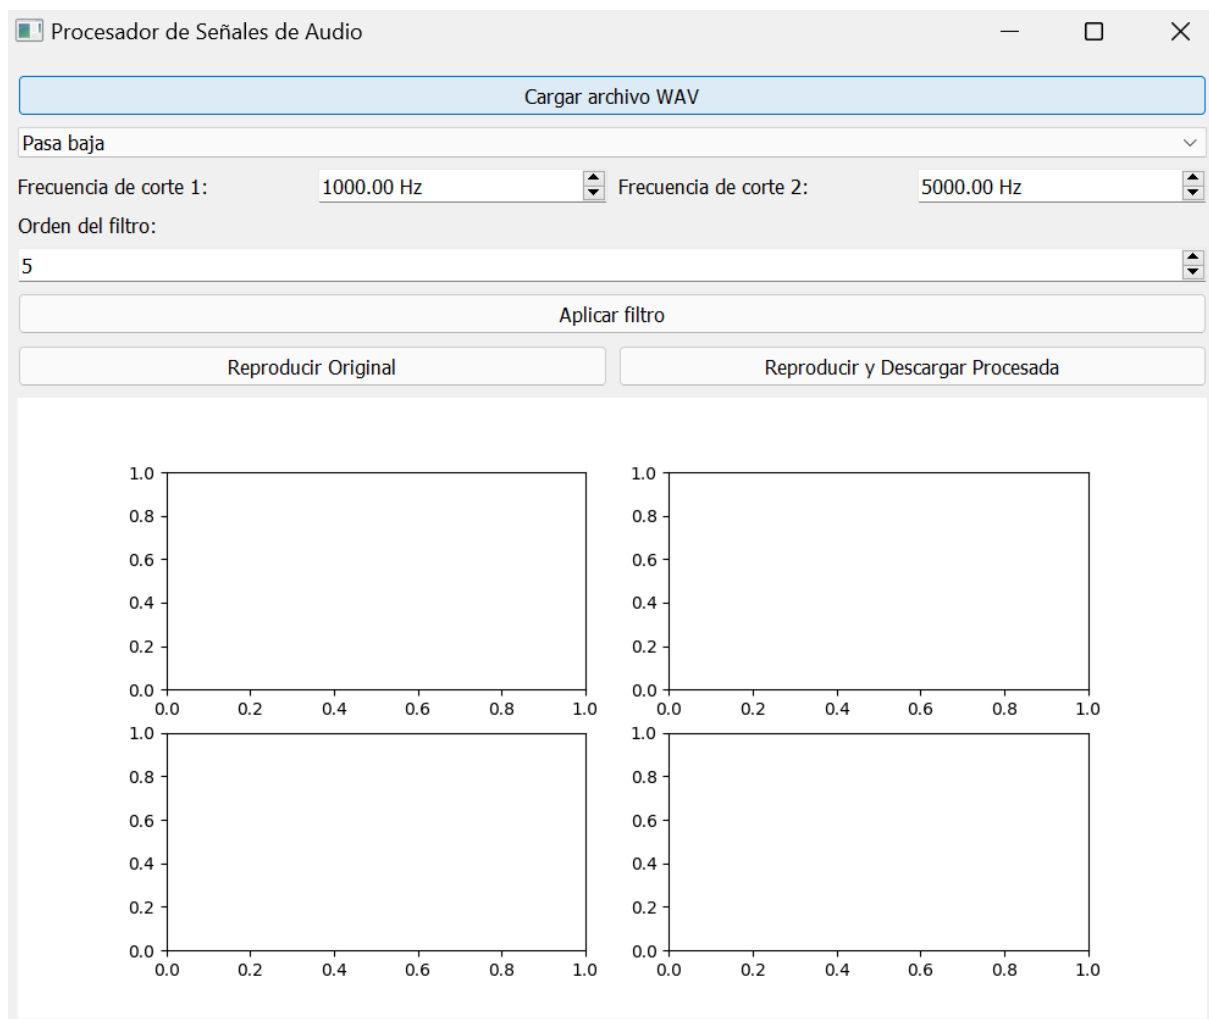 Procesador de Señales de Audio
Cargar archivo WAV
Pasa baja
Frecuencia de corte 1: 1000.00 Hz Frecuencia de corte 2: 5000.00 Hz
Orden del filtro:
5
Aplicar filtro
Reproducir Original Reproducir y Descargar Procesada
1.0 1.0
0.8 0.8
0.6 0.6
0.4 0.4
0.2 0.2
0.0 0.0
0.0 0.2 0.4 0.6 0.8 1.0 0.0 0.2 0.4 0.6 0.8 1.0
1.0 1.0
0.8 0.8
0.6 0.6
0.4 0.4
0.2 0.2
0.0 0.0
0.0 0.2 0.4 0.6 0.8 1.0 0.0 0.2 0.4 0.6 0.8 1.0